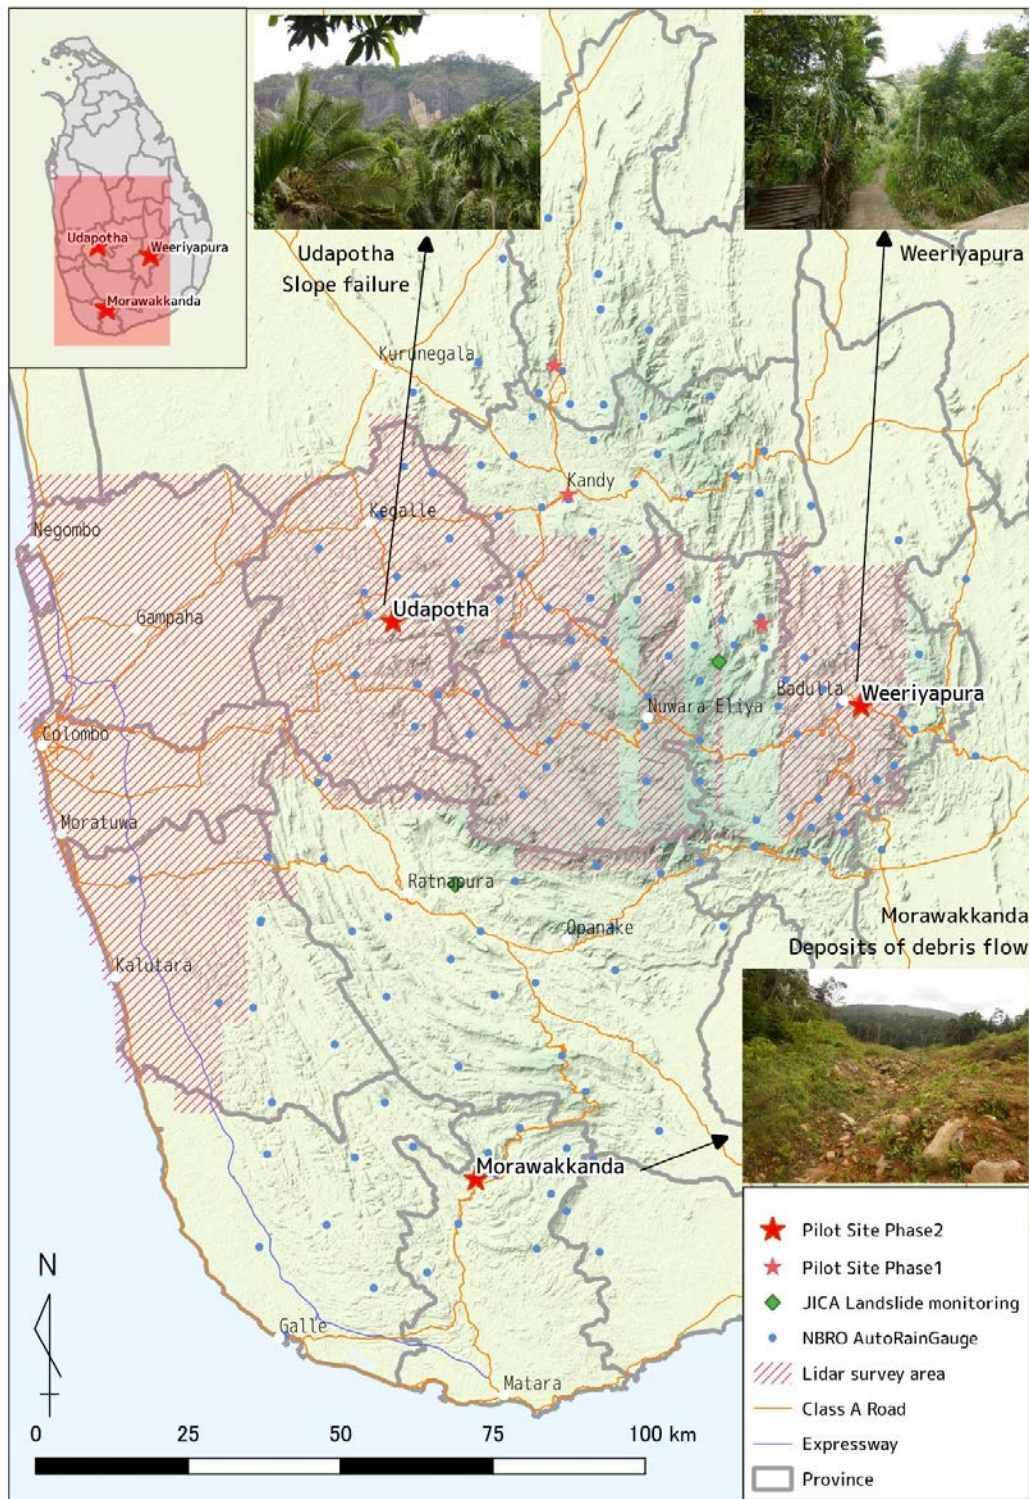 Udapotha
Weeriyapura
Morawakkanda
Udapotha
Slope failure
Weeriyapura
Kurunegala
Kandy
Kegalle
Negombo
Gampaha
Udapotha
Badulla
Weeriyapura
Nuwara Eliya
Colombo
Moratuwa
Ratnapura
Opanake
Morawakkanda
Deposits of debris flow
Kalutara
Morawakkanda
Galle
Matara
N
0 25 50 75 100 km
Pilot Site Phase2
Pilot Site Phase1
JICA Landslide monitoring
NBRO AutoRainGauge
Lidar survey area
Class A Road
Expressway
Province